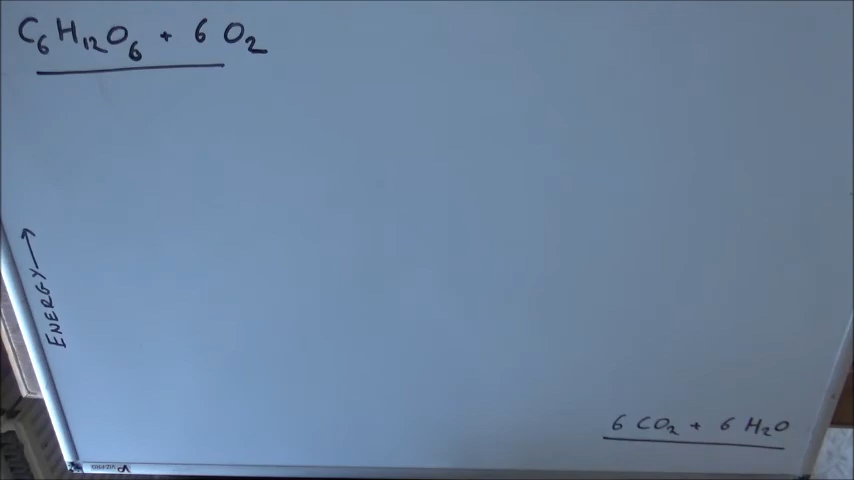 C₆H₁₂O₆ + 6 O₂
ENERGY →
6 CO₂ + 6 H₂O